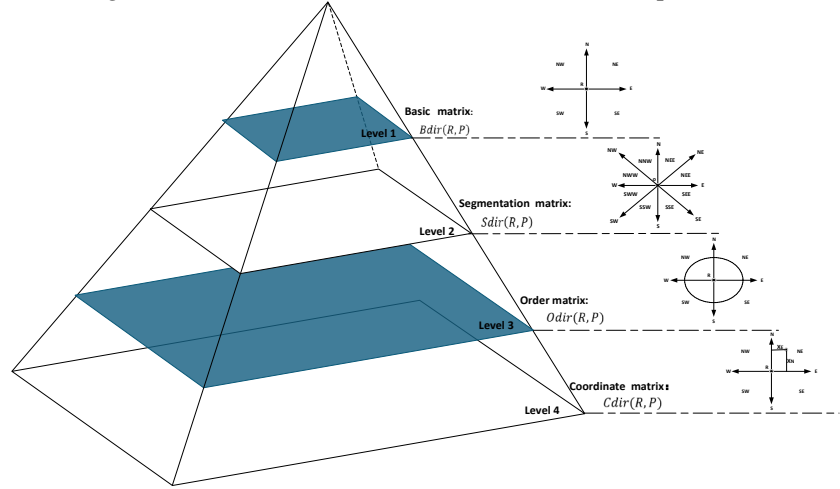 N
NW NE
W R E
SW SE
S
Basic matrix:
Bdir(R,P)
Level 1
N
NW NE
NNW NEE
NWW NEE
W P E
SWW SEE
SSW SSE
SW SE
S
Segmentation matrix:
Sdir(R,P)
Level 2
N
NW NE
W R E
SW SE
S
Order matrix:
Odir(R,P)
Level 3
N
NW XE NE
XN
W R E
SW SE
S
Coordinate matrix:
Cdir(R,P)
Level 4